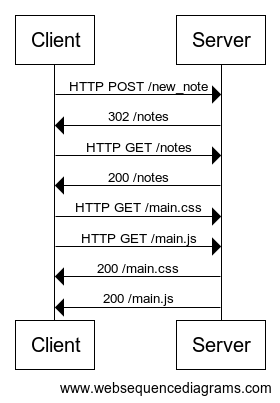 Client Server
HTTP POST /new_note
302 /notes
HTTP GET /notes
200 /notes
HTTP GET /main.css
HTTP GET /main.js
200 /main.css
200 /main.js
Client Server
www.websequencediagrams.com